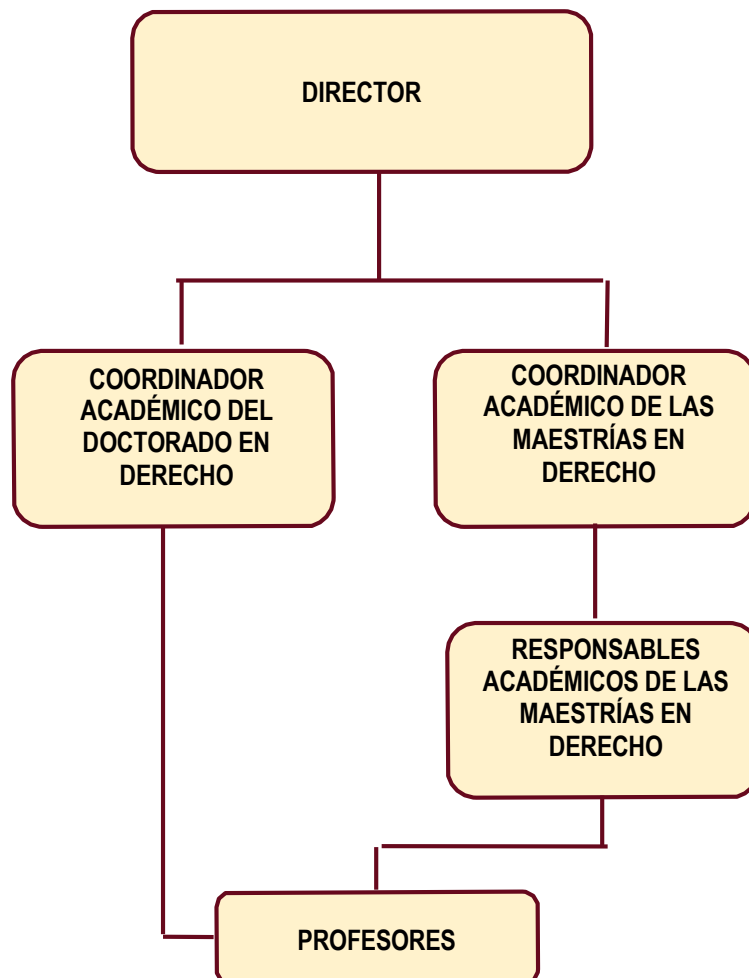 DIRECTOR
COORDINADOR
ACADÉMICO DEL
DOCTORADO EN
DERECHO
COORDINADOR
ACADÉMICO DE LAS
MAESTRÍAS EN
DERECHO
RESPONSABLES
ACADÉMICOS DE LAS
MAESTRÍAS EN
DERECHO
PROFESORES